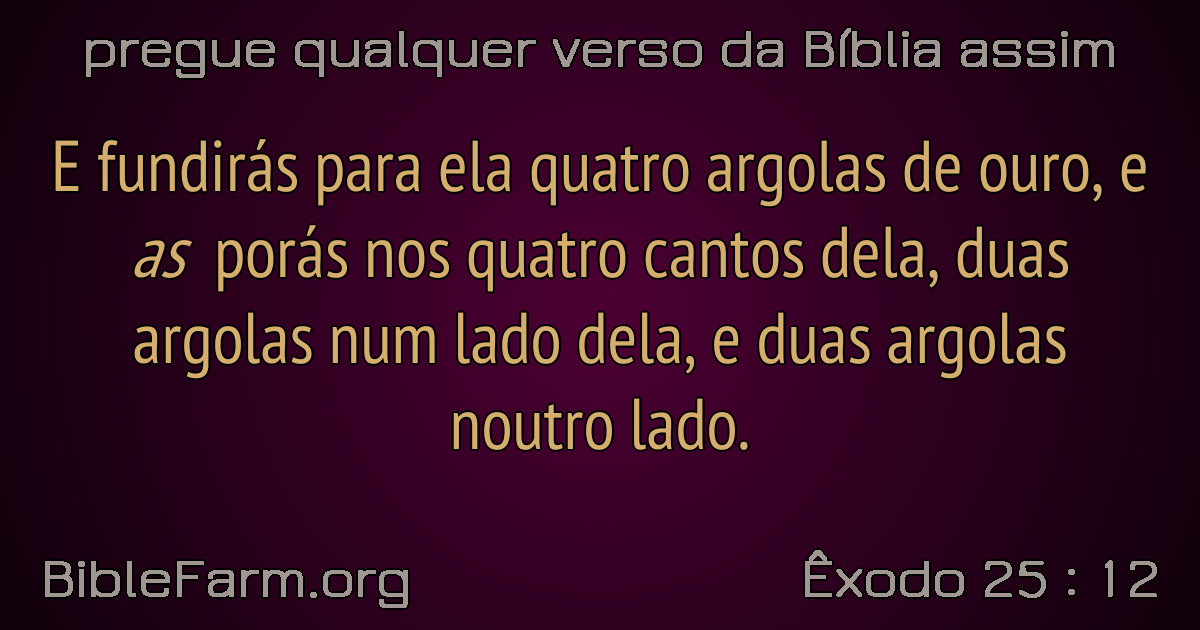 pregue qualquer verso da Bíblia assim
E fundirás para ela quatro argolas de ouro, e
as porás nos quatro cantos dela, duas
argolas num lado dela, e duas argolas
noutro lado.
BibleFarm.org
Êxodo 25 : 12